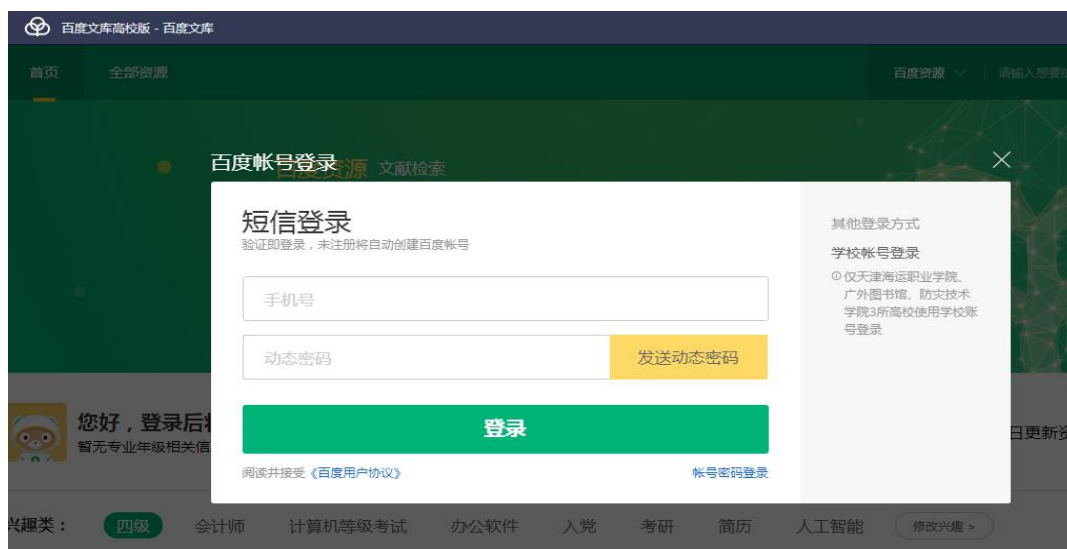 百度文库高校版 - 百度文库
首页 全部资源 百度资源 请输入想要
百度帐号登录
百度资源 文献检索
短信登录
验证即登录，未注册将自动创建百度帐号
手机号
动态密码 发送动态密码
登录
阅读并接受《百度用户协议》 帐号密码登录
其他登录方式
学校帐号登录
仅天津海运职业学院、
广外图书馆、防灾技术
学院3所高校使用学校账
号登录
您好，登录后
暂无专业年级相关信
日更新
兴趣类： 四级 会计师 计算机等级考试 办公软件 入党 考研 简历 人工智能 修改兴趣 >